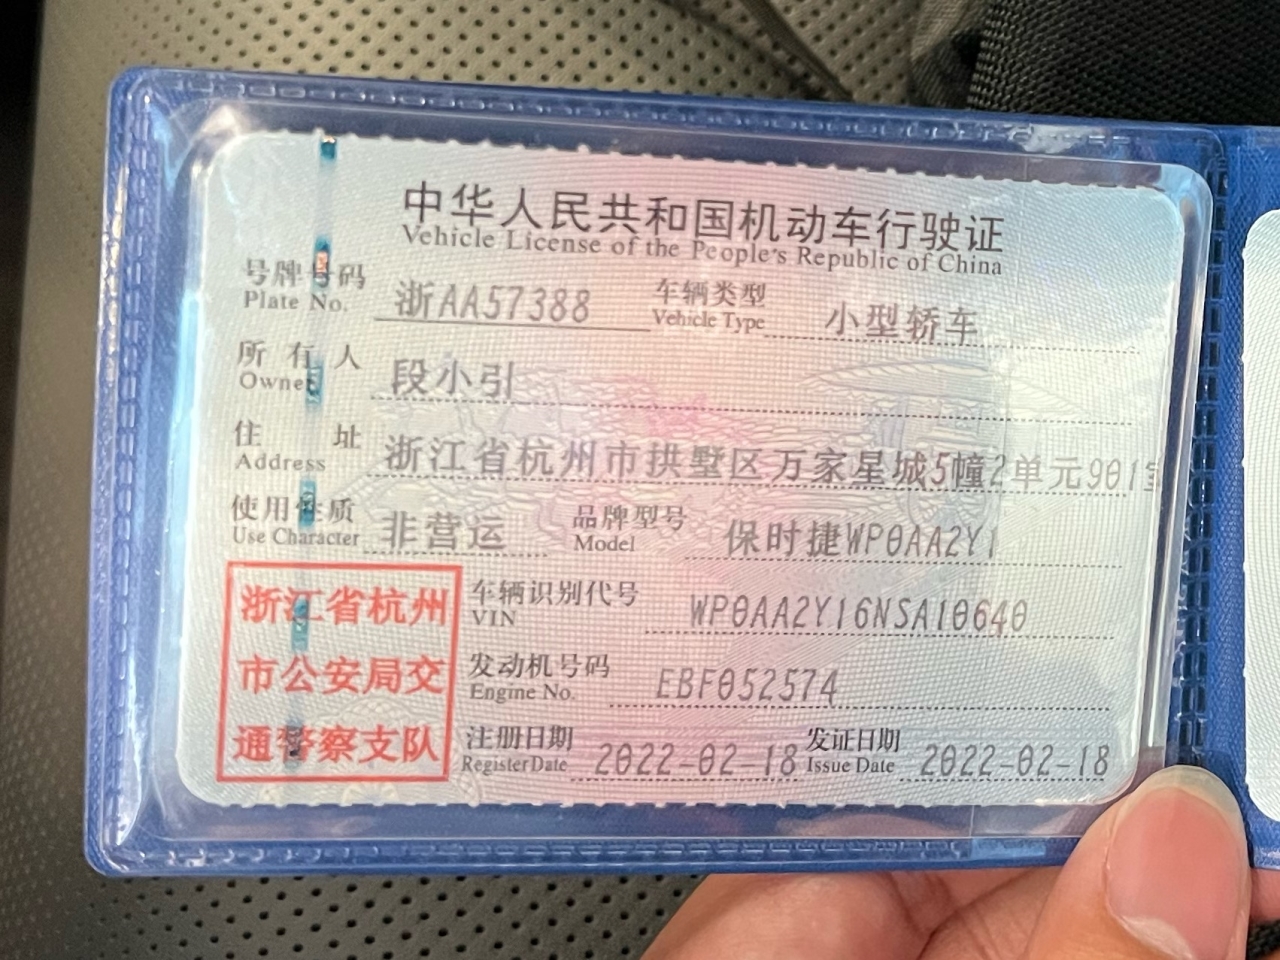 中华人民共和国机动车行驶证
Vehicle License of the People's Republic of China
号牌号码 浙AA57388 车辆类型 小型轿车
Plate No. Vehicle Type
所有人 段小引
Owner
住址 浙江省杭州市拱墅区万家星城5幢2单元901室
Address
使用性质 非营运 品牌型号 保时捷WP0AA2Y1
Use Character Model
浙江省杭州
市公安局交
通警察支队
车辆识别代号 WP0AA2Y16NSA10640
VIN
发动机号码 EBF052574
Engine No.
注册日期 2022-02-18 发证日期 2022-02-18
Register Date Issue Date